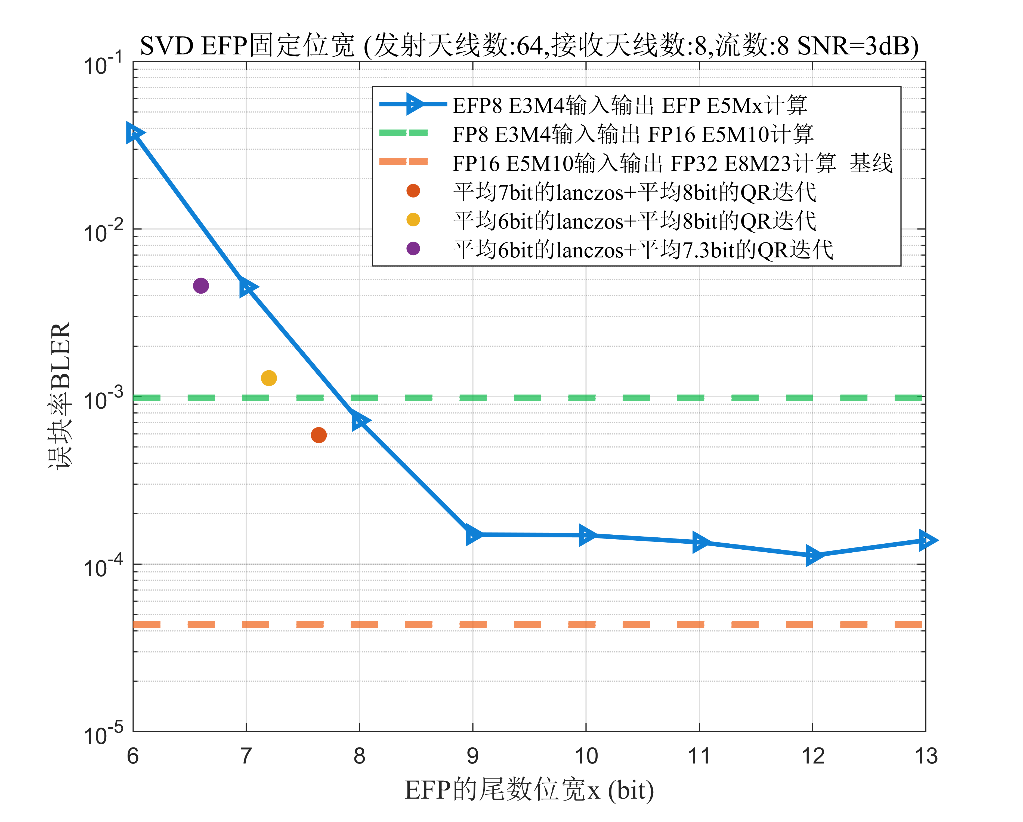 SVD EFP固定位宽 (发射天线数:64,接收天线数:8,流数:8 SNR=3dB)
EFP8 E3M4输入输出 EFP E5Mx计算
FP8 E3M4输入输出 FP16 E5M10计算
FP16 E5M10输入输出 FP32 E8M23计算 基线
平均7bit的lanczos+平均8bit的QR迭代
平均6bit的lanczos+平均8bit的QR迭代
平均6bit的lanczos+平均7.3bit的QR迭代
误块率BLER
10^-1
10^-2
10^-3
10^-4
10^-5
6 7 8 9 10 11 12 13
EFP的尾数位宽x (bit)